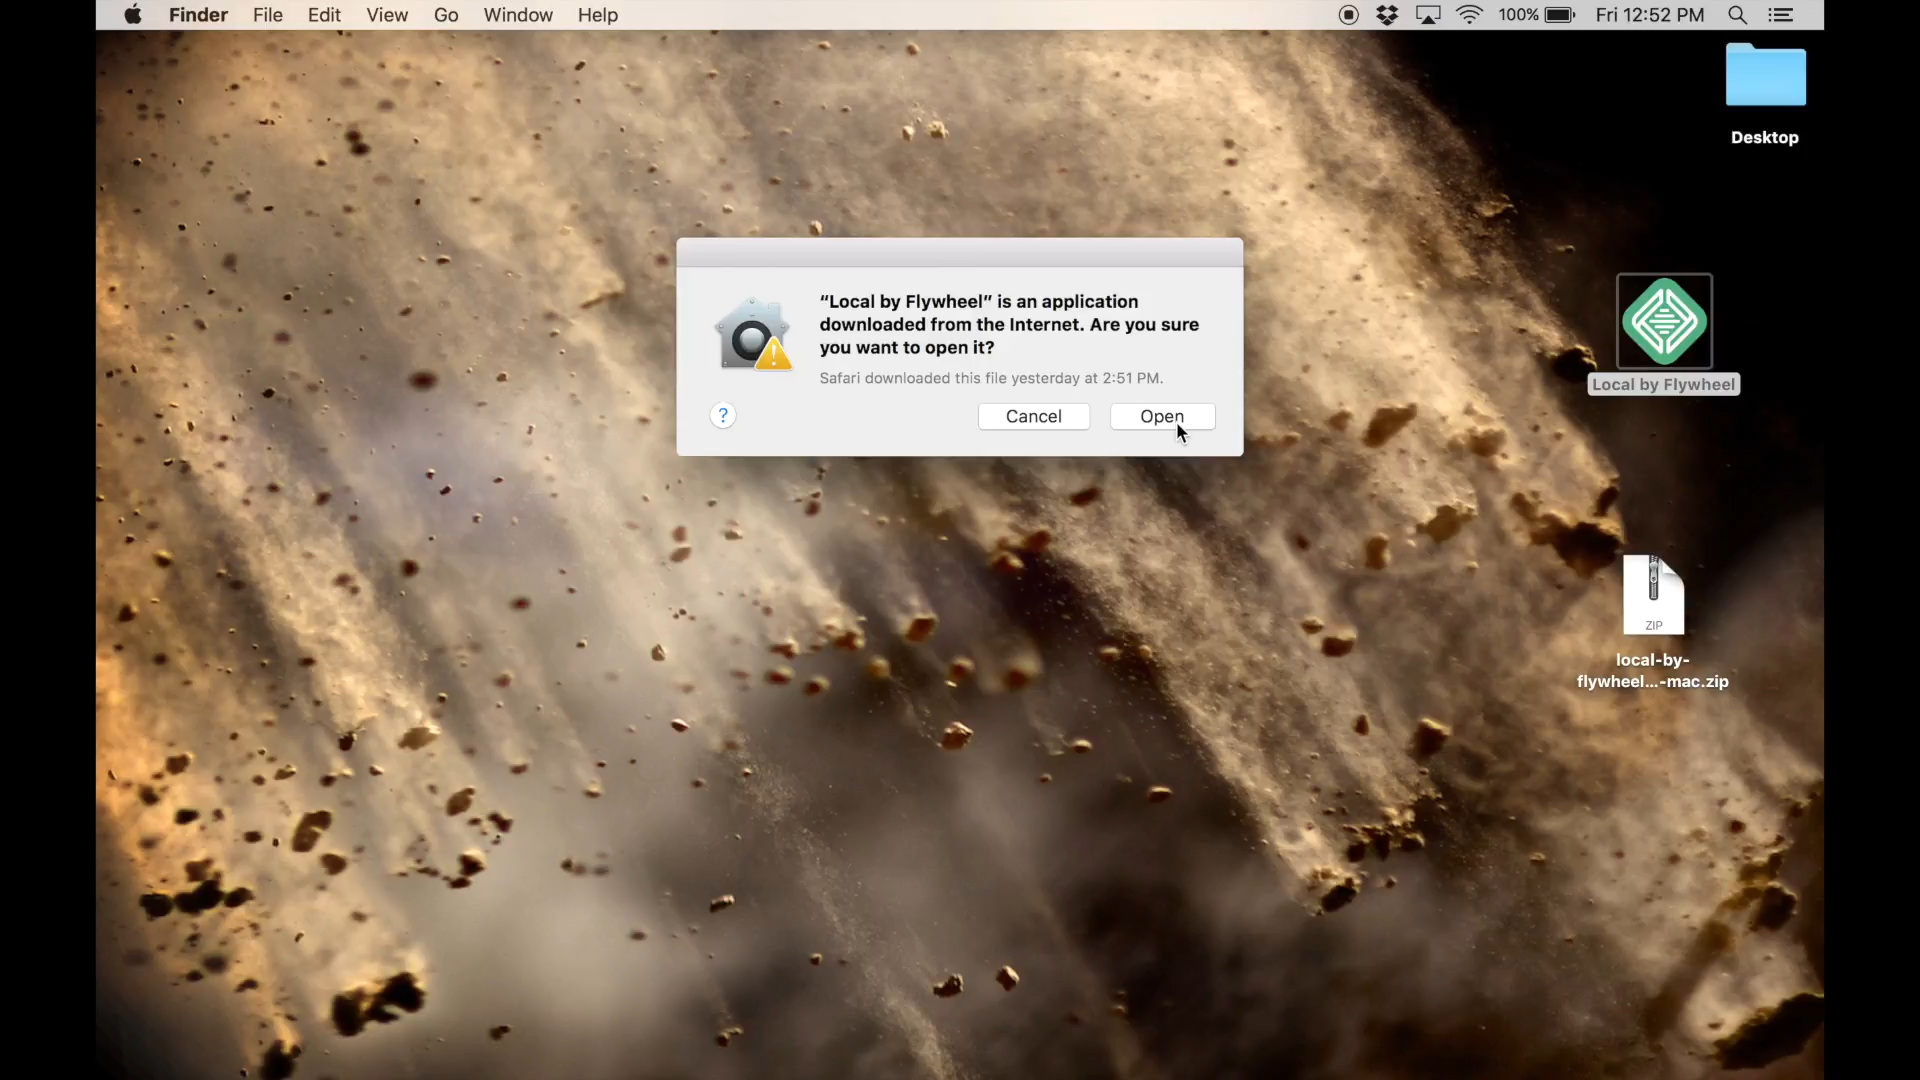 Finder File Edit View Go Window Help 100% Fri 12:52 PM
Desktop
“Local by Flywheel” is an application
downloaded from the Internet. Are you sure
you want to open it?
Safari downloaded this file yesterday at 2:51 PM.
? Cancel Open
Local by Flywheel
ZIP
local-by-
flywheel...-mac.zip